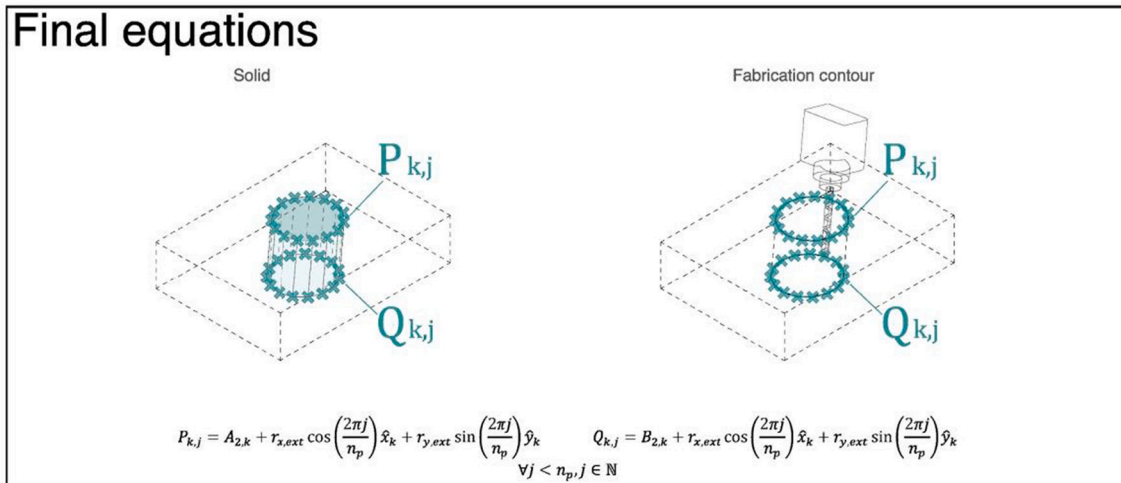 Final equations
Solid
Fabrication contour
P k,j
P k,j
Q k,j
Q k,j
P_{k,j} = A_{2,k} + r_{x,ext} cos(2πj/n_p) x̂_k + r_{y,ext} sin(2πj/n_p) ŷ_k
Q_{k,j} = B_{2,k} + r_{x,ext} cos(2πj/n_p) x̂_k + r_{y,ext} sin(2πj/n_p) ŷ_k
∀j < n_p, j ∈ ℕ